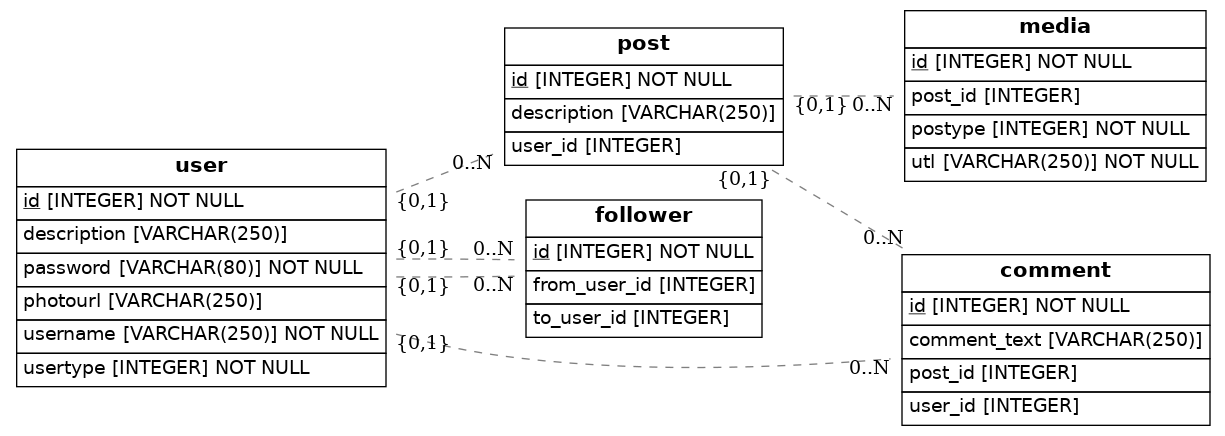 user
id [INTEGER] NOT NULL
description [VARCHAR(250)]
password [VARCHAR(80)] NOT NULL
photourl [VARCHAR(250)]
username [VARCHAR(250)] NOT NULL
usertype [INTEGER] NOT NULL
post
id [INTEGER] NOT NULL
description [VARCHAR(250)]
user_id [INTEGER]
follower
id [INTEGER] NOT NULL
from_user_id [INTEGER]
to_user_id [INTEGER]
media
id [INTEGER] NOT NULL
post_id [INTEGER]
postype [INTEGER] NOT NULL
utl [VARCHAR(250)] NOT NULL
comment
id [INTEGER] NOT NULL
comment_text [VARCHAR(250)]
post_id [INTEGER]
user_id [INTEGER]
0..N
{0,1}
{0,1}
0..N
{0,1}
0..N
{0,1}
0..N
{0,1}
0..N
{0,1}
0..N